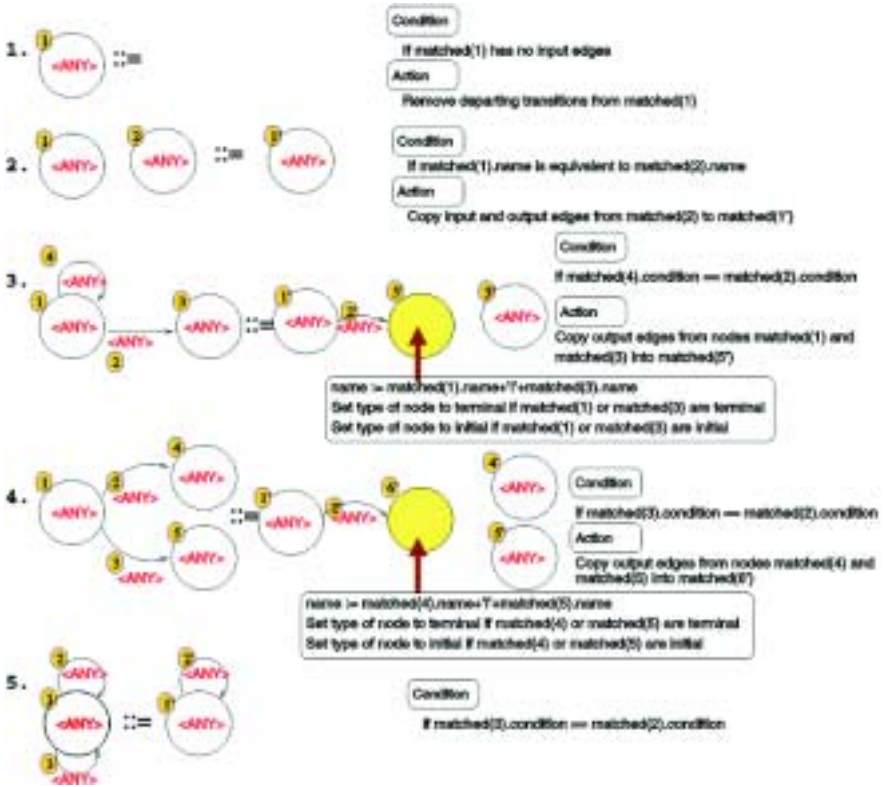 1.
1
<ANY>
::=
Condition
If matched(1) has no input edges
Action
Remove departing transitions from matched(1)
2.
1
<ANY>
2
<ANY>
::=
1'
<ANY>
Condition
If matched(1).name is equivalent to matched(2).name
Action
Copy input and output edges from matched(2) to matched(1')
3.
4
<ANY>
1
<ANY>
<ANY>
2
3
<ANY>
::=
1'
<ANY>
2'
<ANY>
5'
3'
<ANY>
Condition
If matched(4).condition == matched(2).condition
Action
Copy output edges from nodes matched(1) and
matched(3) into matched(5')
name := matched(1).name+"/"+matched(3).name
Set type of node to terminal if matched(1) or matched(3) are terminal
Set type of node to initial if matched(1) or matched(3) are initial
4.
1
<ANY>
2
<ANY>
4
<ANY>
3
<ANY>
5
<ANY>
::=
1'
<ANY>
2'
<ANY>
6'
4'
<ANY>
5'
<ANY>
Condition
If matched(3).condition == matched(2).condition
Action
Copy output edges from nodes matched(4) and
matched(5) into matched(6')
name := matched(4).name+"/"+matched(5).name
Set type of node to terminal if matched(4) or matched(5) are terminal
Set type of node to initial if matched(4) or matched(5) are initial
5.
2
<ANY>
1
<ANY>
3
<ANY>
::=
2'
<ANY>
1'
<ANY>
Condition
If matched(3).condition == matched(2).condition